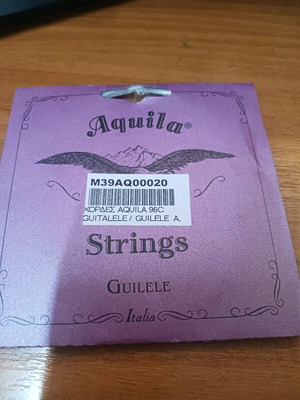 Aquila®
M39AQ00020
ΧΟΡΔΕΣ AQUILA 96C
GUITALELE / GUILELE A.
Strings
GUILELE
Italia